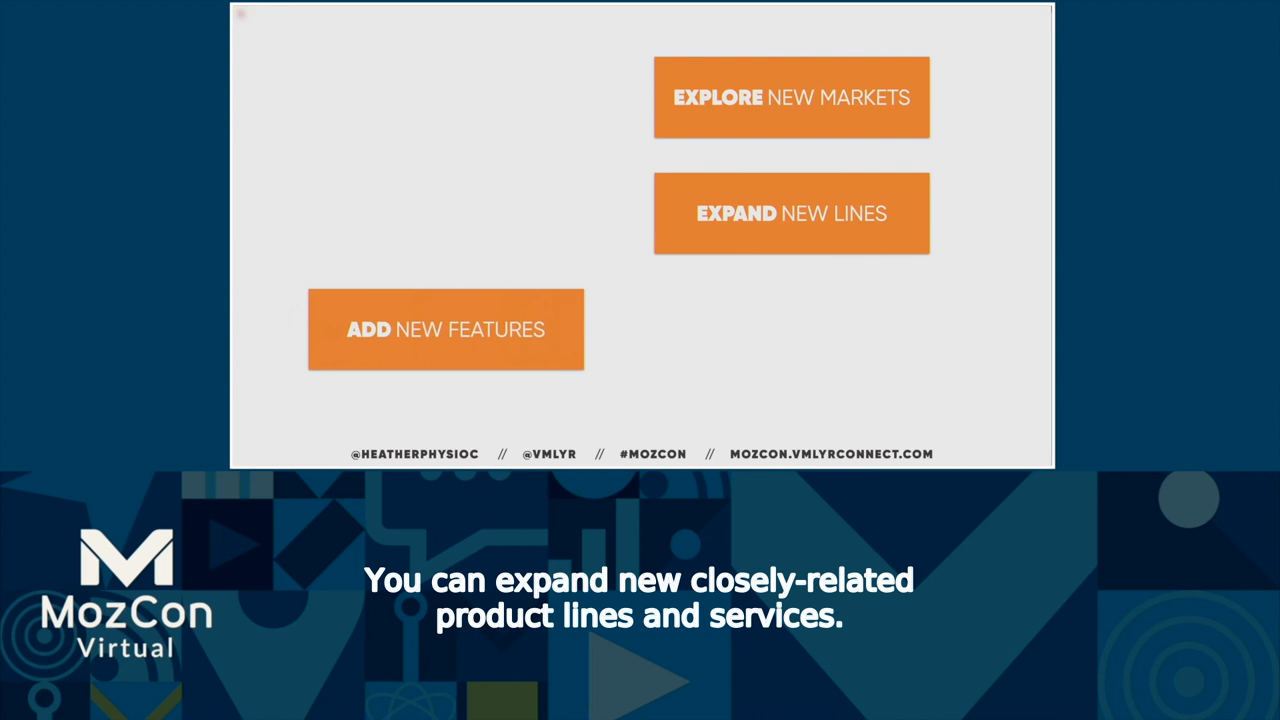 EXPLORE NEW MARKETS
EXPAND NEW LINES
ADD NEW FEATURES
@HEATHERPHYSIOC // @VMLYR // #MOZCON // MOZCON.VMLYRCONNECT.COM
MozCon
Virtual
You can expand new closely-related
product lines and services.